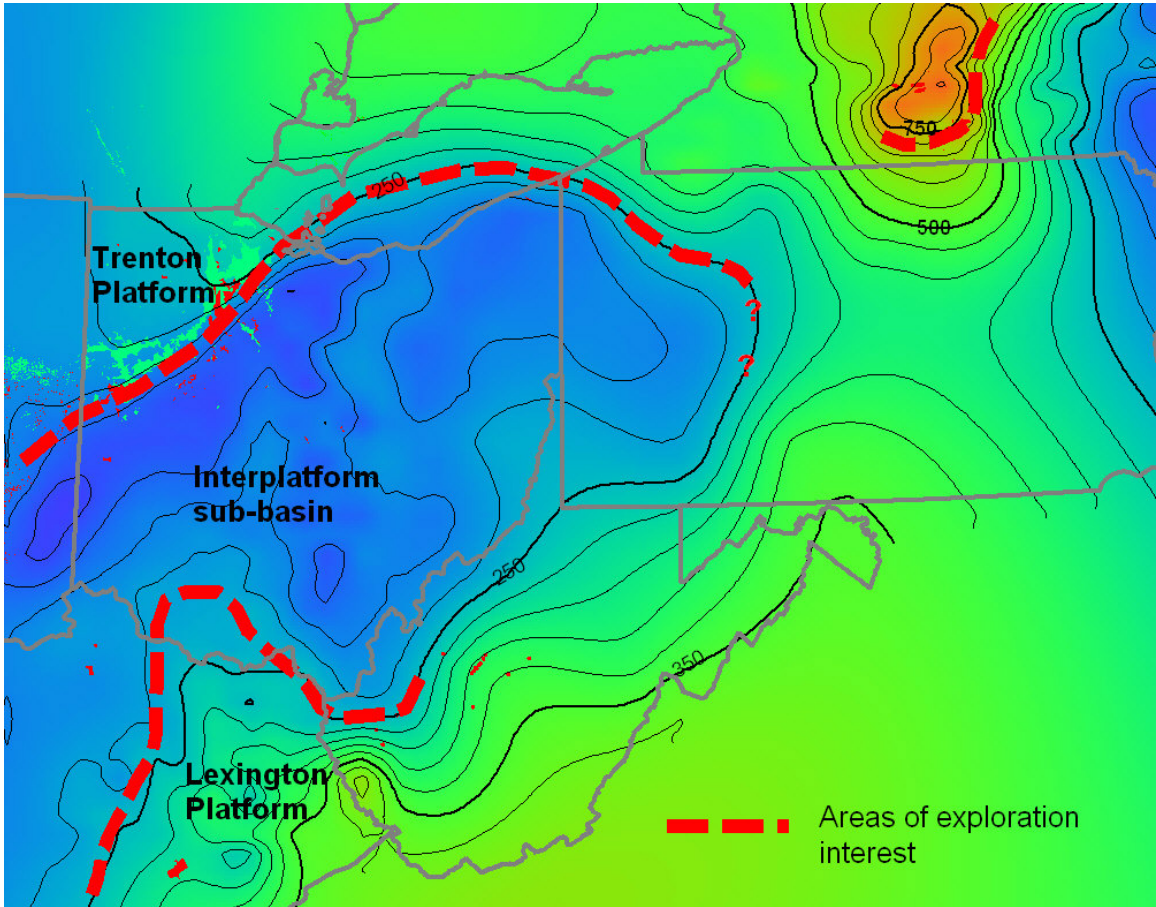 750
250
500
Trenton
Platform
?
?
Interplatform
sub-basin
250
350
Lexington
Platform
Areas of exploration
interest